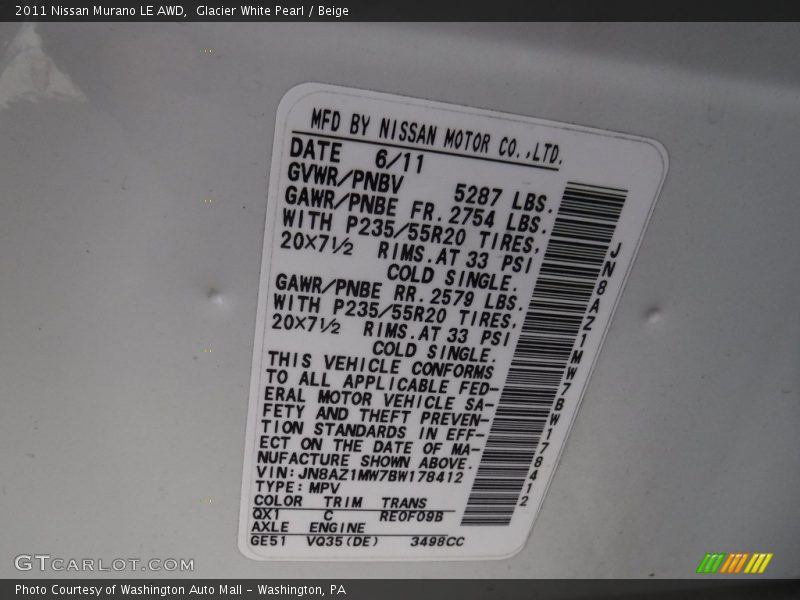 2011 Nissan Murano LE AWD,  Glacier White Pearl / Beige
MFD BY NISSAN MOTOR CO.,LTD.
DATE 6/11
GVWR/PNBV 5287 LBS.
GAWR/PNBE FR. 2754 LBS.
WITH P235/55R20 TIRES,
20X7½ RIMS.AT 33 PSI
COLD SINGLE.
GAWR/PNBE RR. 2579 LBS.
WITH P235/55R20 TIRES,
20X7½ RIMS.AT 33 PSI
COLD SINGLE.
THIS VEHICLE CONFORMS
TO ALL APPLICABLE FED-
ERAL MOTOR VEHICLE SA-
FETY AND THEFT PREVEN-
TION STANDARDS IN EFF-
ECT ON THE DATE OF MA-
NUFACTURE SHOWN ABOVE.
VIN:JN8AZ1MW7BW178412
TYPE:MPV
COLOR TRIM TRANS
QX1 C RE0F09B
AXLE ENGINE
GE51 VQ35(DE) 3498CC
JN8AZ1MW7BW178412
GTCARLOT.COM
Photo Courtesy of Washington Auto Mall – Washington, PA